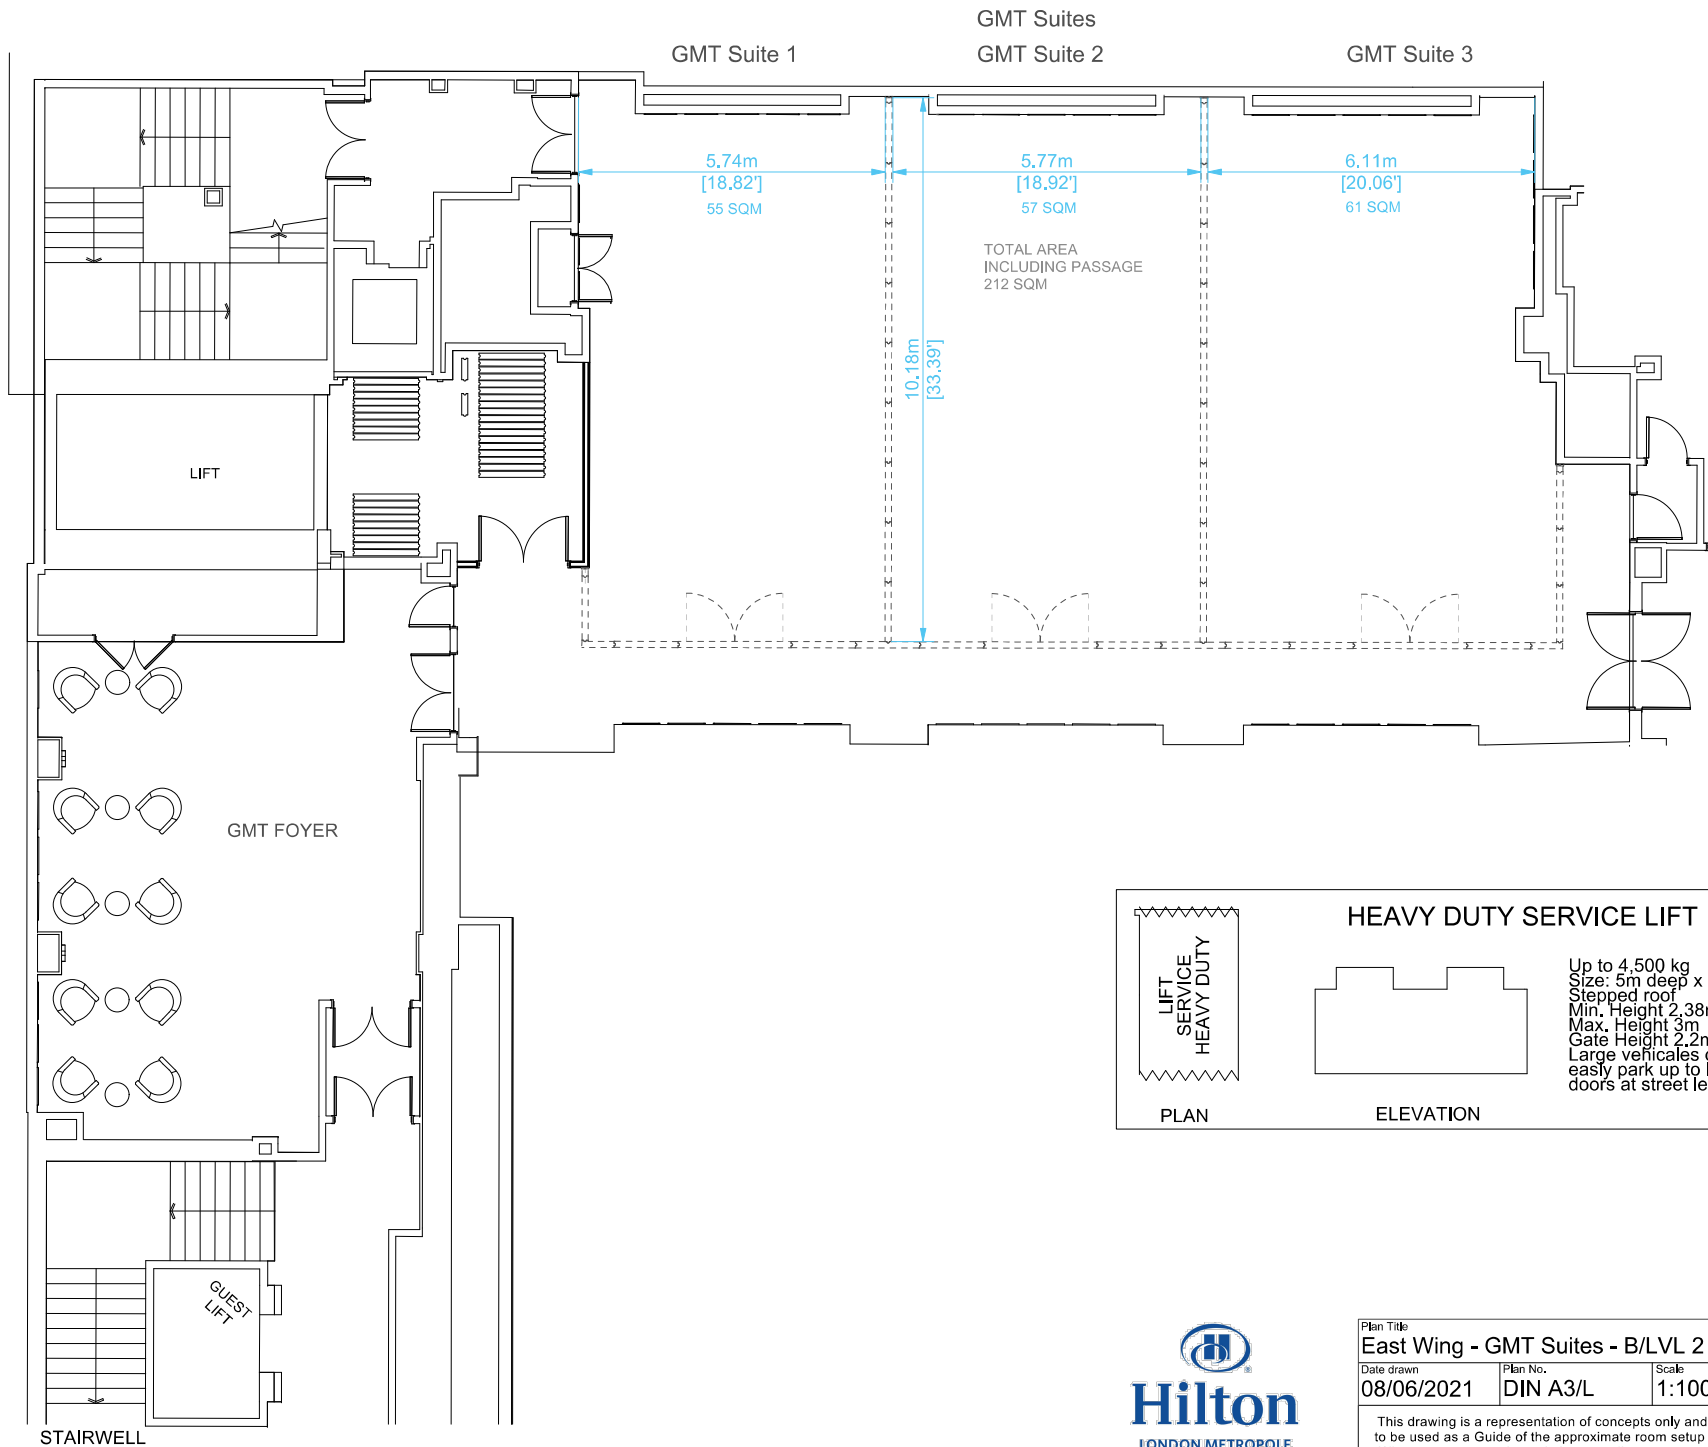 GMT Suites
GMT Suite 1
GMT Suite 2
GMT Suite 3
5.74m
[18.82']
55 SQM
5.77m
[18.92']
57 SQM
6.11m
[20.06']
61 SQM
TOTAL AREA
INCLUDING PASSAGE
212 SQM
10.18m
[33.39']
LIFT
GMT FOYER
HEAVY DUTY SERVICE LIFT
LIFT
SERVICE
HEAVY DUTY
Up to 4,500 kg
Size: 5m deep x
Stepped roof
Min. Height 2.38m
Max. Height 3m
Gate Height 2.2m
Large vehicales
easly park up to
doors at street
PLAN
ELEVATION
GUEST
LIFT
STAIRWELL
Hilton
LONDON METROPOLE
Plan Title
East Wing - GMT Suites - B/LVL 2
Date drawn
08/06/2021
Plan No.
DIN A3/L
Scale
1:100
This drawing is a representation of concepts only and
to be used as a Guide of the approximate room setup